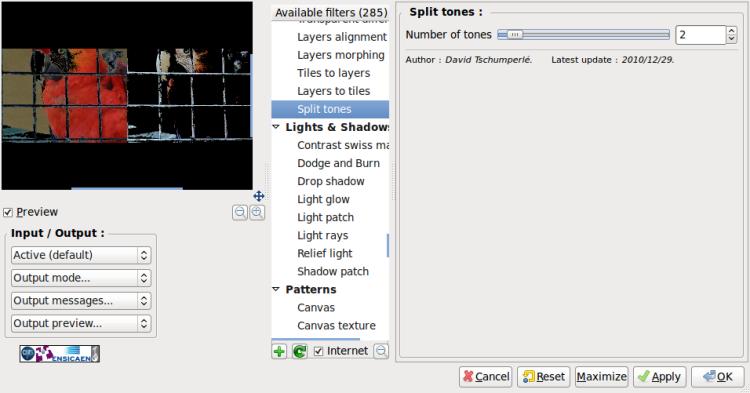 Available filters (285)
Layers alignment
Layers morphing
Tiles to layers
Layers to tiles
Split tones
Lights & Shadows
Contrast swiss ma
Dodge and Burn
Drop shadow
Light glow
Light patch
Light rays
Relief light
Shadow patch
Patterns
Canvas
Canvas texture
Internet
Split tones :
Number of tones 2
Author : David Tschumperlé. Latest update : 2010/12/29.
Preview
Input / Output :
Active (default)
Output mode...
Output messages...
Output preview...
ENSICAEN
Cancel Reset Maximize Apply OK